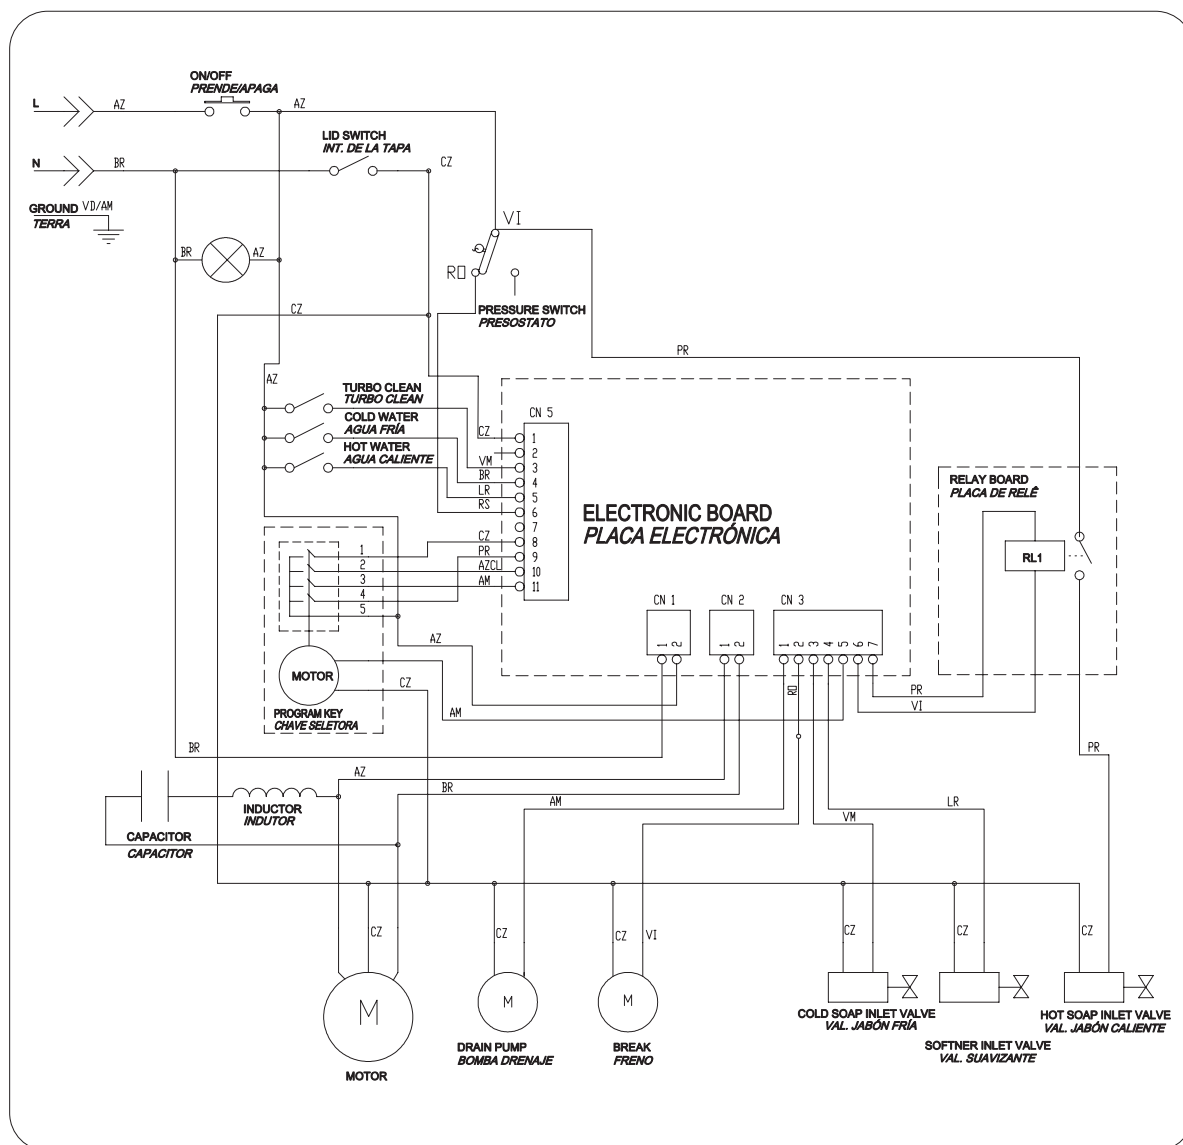 ON/OFF
PRENDE/APAGA
L
AZ
AZ
LID SWITCH
INT. DE LA TAPA
N
BR
CZ
GROUND VD/AM
TERRA
VI
BR
AZ
RO
PRESSURE SWITCH
PRESOSTATO
CZ
PR
AZ
TURBO CLEAN
TURBO CLEAN
COLD WATER
AGUA FRÍA
HOT WATER
AGUA CALIENTE
CN 5
CZ 1
2
VM 3
BR 4
LR 5
RS 6
7
CZ 8
PR 9
AZCL 10
AM 11
ELECTRONIC BOARD
PLACA ELECTRÓNICA
RELAY BOARD
PLACA DE RELÊ
RL1
1
2
3
4
5
CN 1
CN 2
CN 3
1 2
1 2
1 2 3 4 5 6 7
AZ
MOTOR
CZ
RO
PR
VI
PROGRAM KEY
CHAVE SELETORA
AM
BR
PR
AZ
BR
AM
LR
VM
INDUCTOR
INDUTOR
CAPACITOR
CAPACITOR
CZ
CZ
CZ
VI
CZ
CZ
CZ
M
M
M
COLD SOAP INLET VALVE
VAL. JABÓN FRÍA
HOT SOAP INLET VALVE
VAL. JABÓN CALIENTE
DRAIN PUMP
BOMBA DRENAJE
BREAK
FRENO
SOFTNER INLET VALVE
VAL. SUAVIZANTE
MOTOR